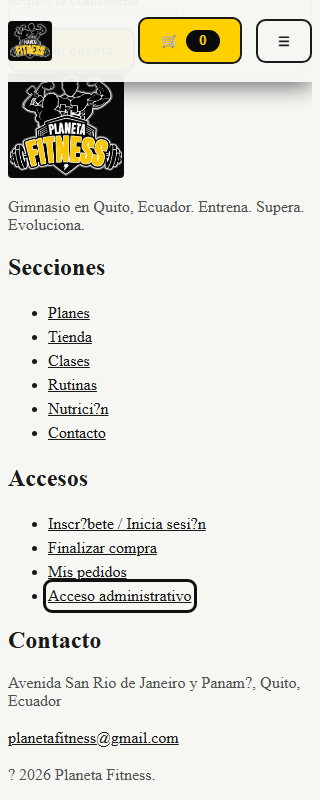 0
☰
PLANETA
FITNESS
Gimnasio en Quito, Ecuador. Entrena. Supera.
Evoluciona.
Secciones
Planes
Tienda
Clases
Rutinas
Nutrici?n
Contacto
Accesos
Inscr?bete / Inicia sesi?n
Finalizar compra
Mis pedidos
Acceso administrativo
Contacto
Avenida San Rio de Janeiro y Panam?, Quito,
Ecuador
planetafitness@gmail.com
? 2026 Planeta Fitness.